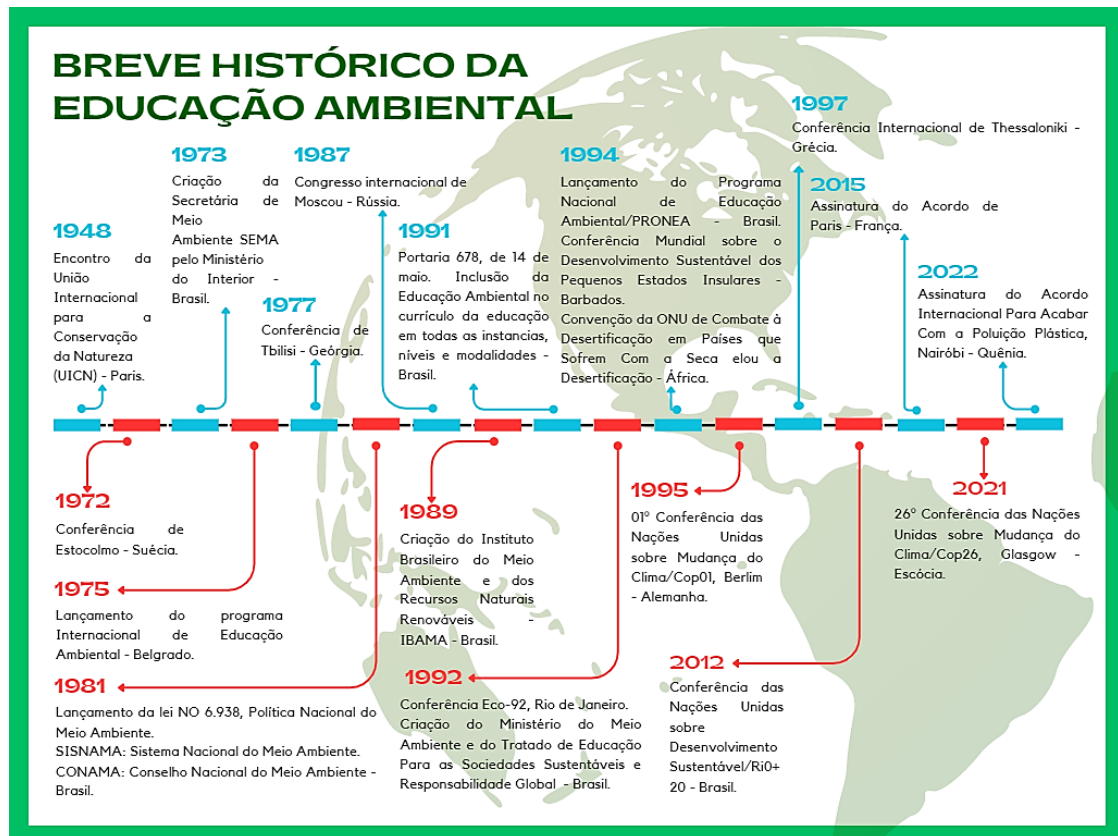 BREVE HISTÓRICO DA
EDUCAÇÃO AMBIENTAL
1948
Encontro da
União
Internacional
para a
Conservação
da Natureza
(UICN) - Paris.
1973
Criação da
Secretária de
Meio
Ambiente SEMA
pelo Ministério
do Interior -
Brasil.
1977
Conferência de
Tbilisi - Geórgia.
1987
Congresso internacional de
Moscou - Rússia.
1991
Portaria 678, de 14 de
maio. Inclusão da
Educação Ambiental no
currículo da educação
em todas as instancias,
níveis e modalidades -
Brasil.
1994
Lançamento do Programa
Nacional de Educação
Ambiental/PRONEA - Brasil.
Conferência Mundial sobre o
Desenvolvimento Sustentável dos
Pequenos Estados Insulares -
Barbados.
Convenção da ONU de Combate à
Desertificação em Países que
Sofrem Com a Seca elou a
Desertificação - África.
1997
Conferência Internacional de Thessaloniki -
Grécia.
2015
Assinatura do Acordo de
Paris - França.
2022
Assinatura do Acordo
Internacional Para Acabar
Com a Poluição Plástica,
Nairóbi - Quênia.
1972
Conferência de
Estocolmo - Suécia.
1975
Lançamento do programa
Internacional de Educação
Ambiental - Belgrado.
1981
Lançamento da lei NO 6.938, Política Nacional do
Meio Ambiente.
SISNAMA: Sistema Nacional do Meio Ambiente.
CONAMA: Conselho Nacional do Meio Ambiente -
Brasil.
1989
Criação do Instituto
Brasileiro do Meio
Ambiente e dos
Recursos Naturais
Renováveis -
IBAMA - Brasil.
1992
Conferência Eco-92, Rio de Janeiro.
Criação do Ministério do Meio
Ambiente e do Tratado de Educação
Para as Sociedades Sustentáveis e
Responsabilidade Global - Brasil.
1995
01º Conferência das
Nações Unidas
sobre Mudança do
Clima/Cop01, Berlim
- Alemanha.
2012
Conferência das
Nações Unidas
sobre
Desenvolvimento
Sustentável/Ri0+
20 - Brasil.
2021
26º Conferência das Nações
Unidas sobre Mudança do
Clima/Cop26, Glasgow -
Escócia.